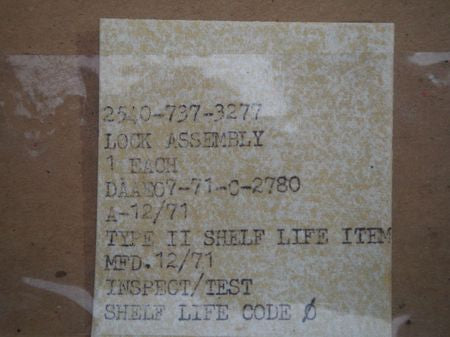 2540-737-3277
LOCK ASSEMBLY
1 EACH
DAAE07-71-C-2780
A-12/71
TYPE II SHELF LIFE ITEM
MFD.12/71
INSPECT/TEST
SHELF LIFE CODE Ø